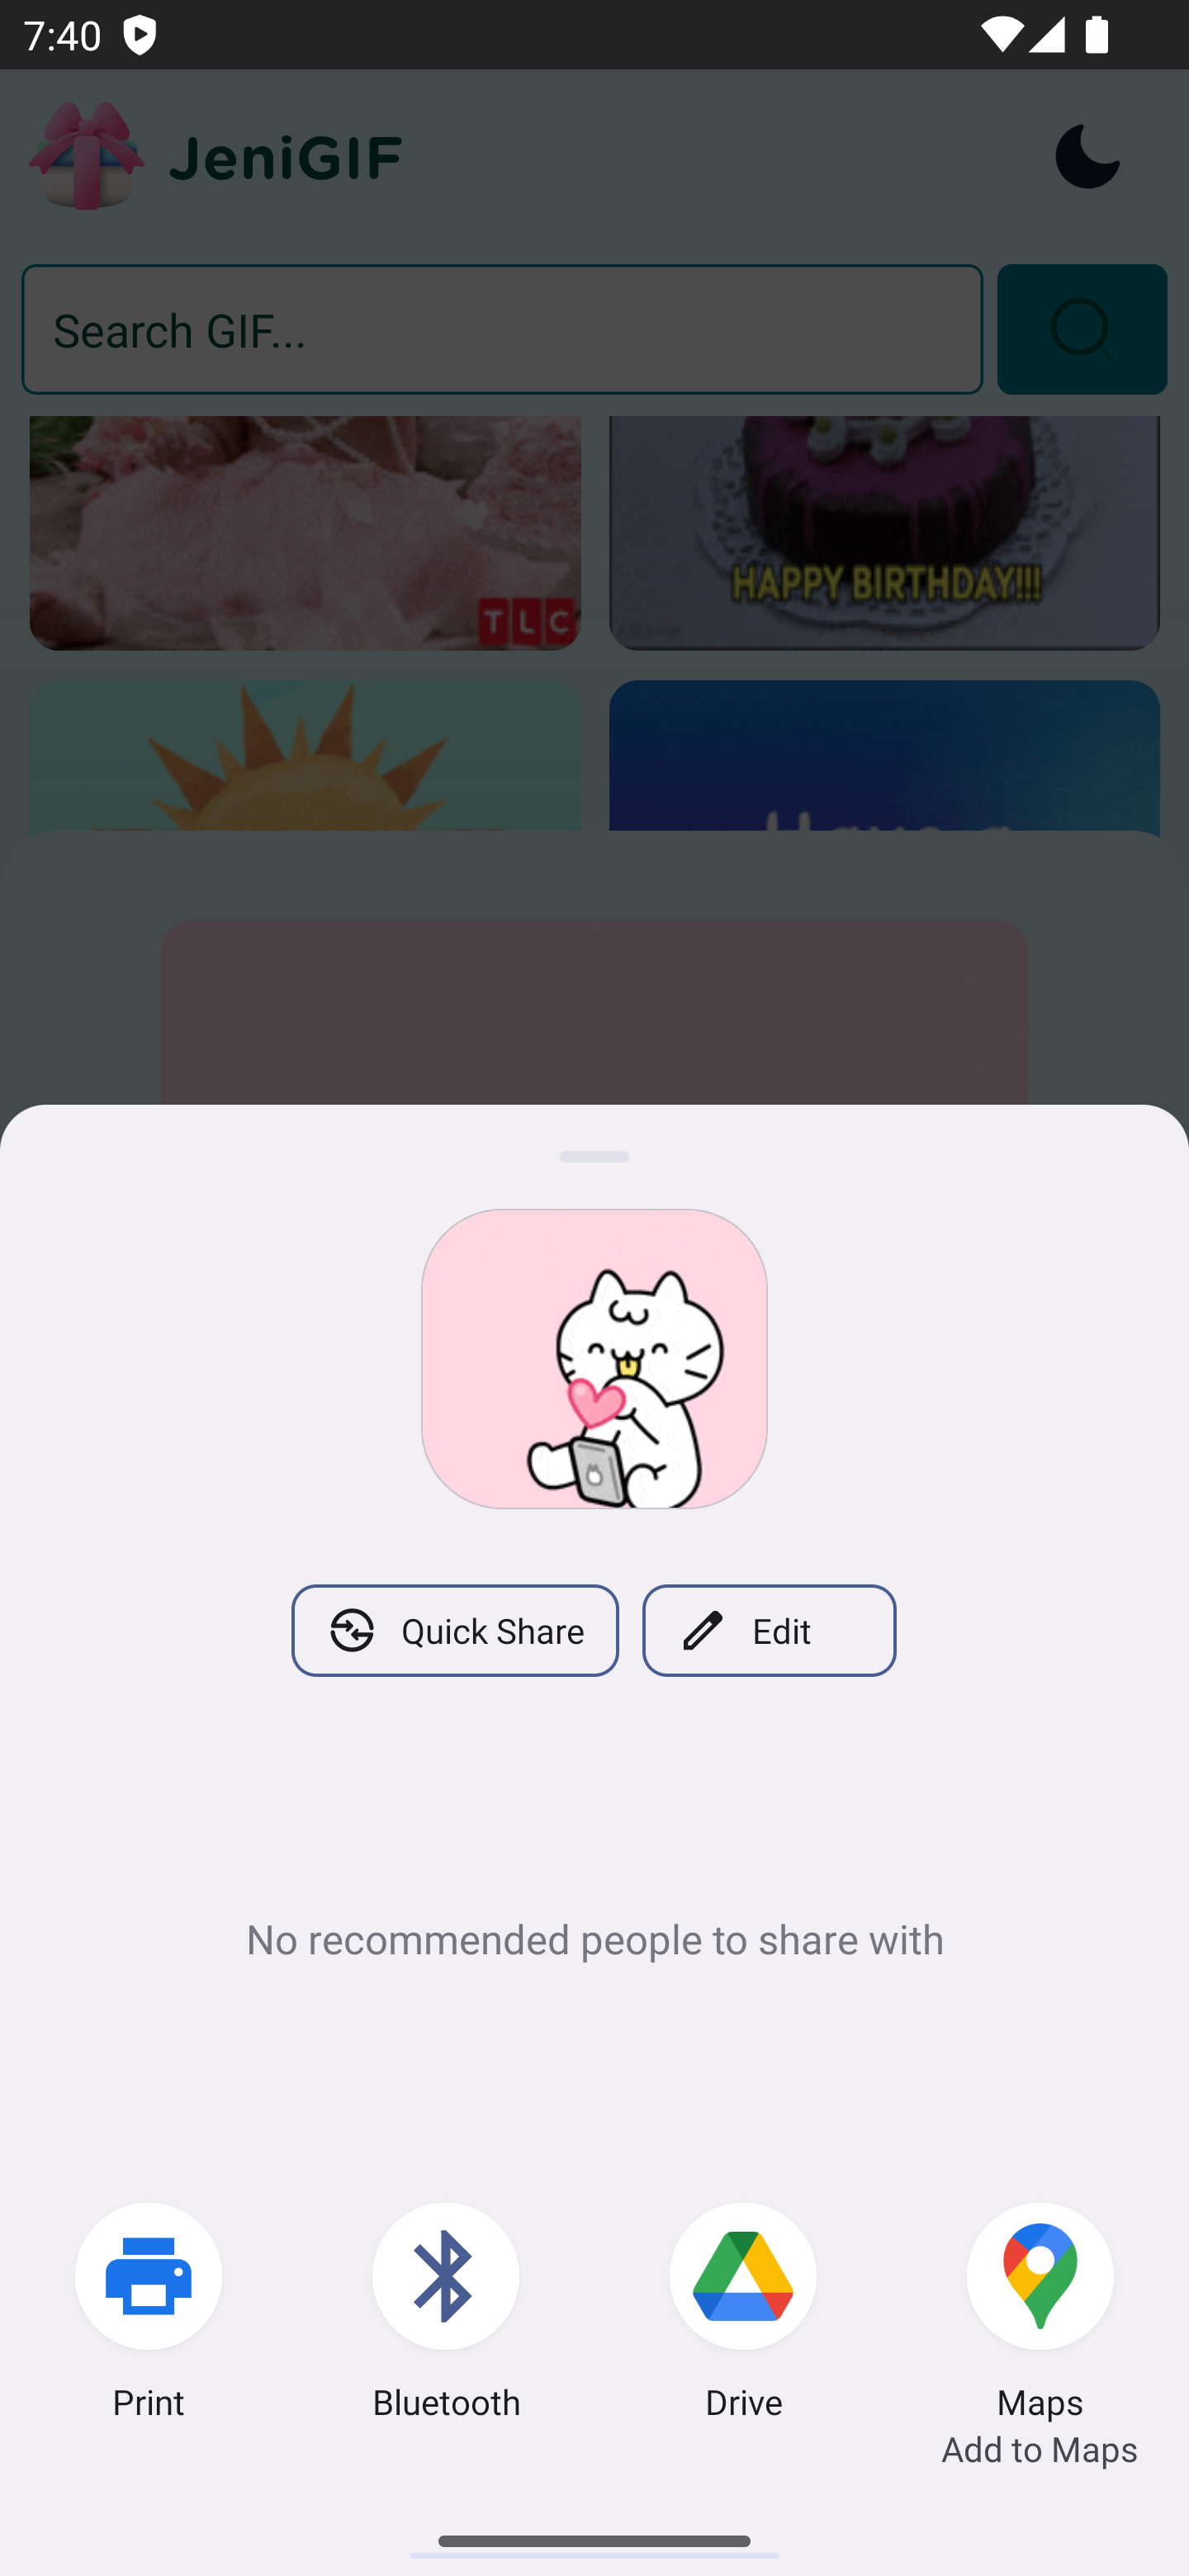 7:40
JeniGIF
Search GIF...
TLC
HAPPY BIRTHDAY!!!
Have a
Quick Share
Edit
No recommended people to share with
Print
Bluetooth
Drive
Maps
Add to Maps